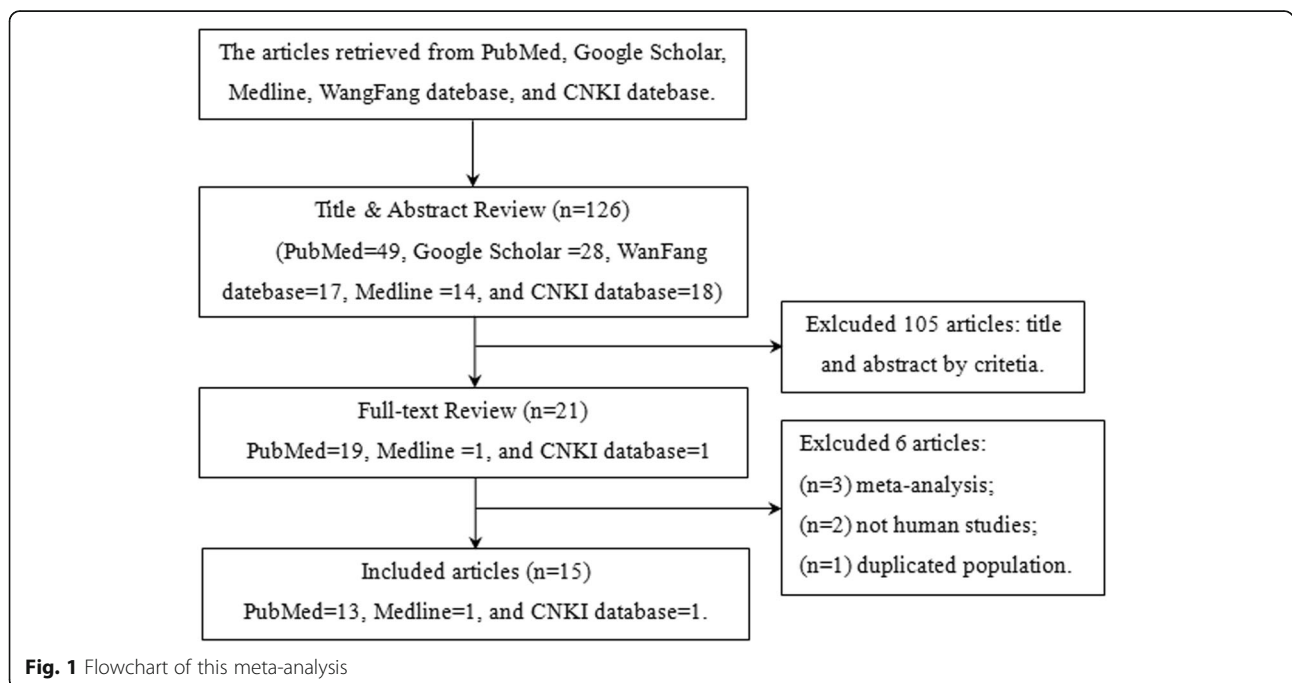 The articles retrieved from PubMed, Google Scholar,
Medline, WangFang datebase, and CNKI datebase.
Title & Abstract Review (n=126)
(PubMed=49, Google Scholar =28, WanFang
datebase=17, Medline =14, and CNKI database=18)
Exlcuded 105 articles: title
and abstract by critetia.
Full-text Review (n=21)
PubMed=19, Medline =1, and CNKI database=1
Exlcuded 6 articles:
(n=3) meta-analysis;
(n=2) not human studies;
(n=1) duplicated population.
Included articles (n=15)
PubMed=13, Medline=1, and CNKI database=1.
Fig. 1 Flowchart of this meta-analysis